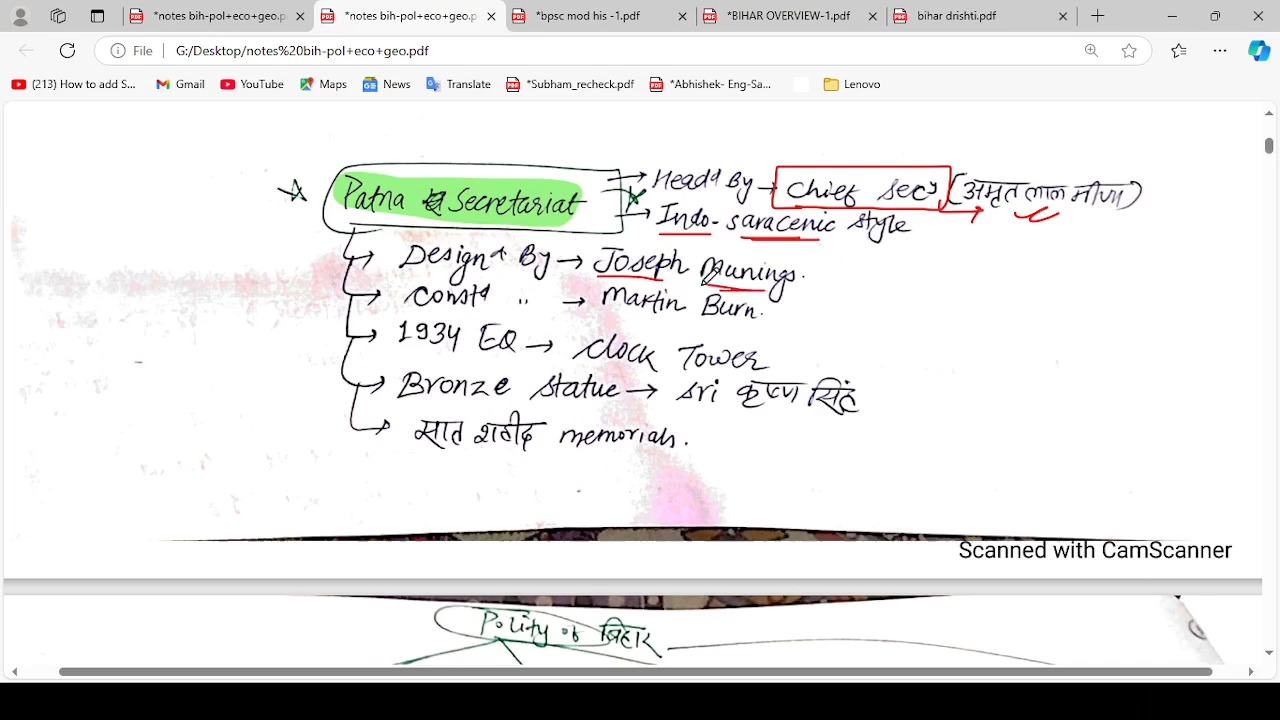 *notes bih-pol+eco+geo.p
*notes bih-pol+eco+geo.p
*bpsc mod his -1.pdf
*BIHAR OVERVIEW-1.pdf
bihar drishti.pdf
File
G:/Desktop/notes%20bih-pol+eco+geo.pdf
(213) How to add S...
Gmail
YouTube
Maps
News
Translate
*Subham_recheck.pdf
*Abhishek- Eng-Sa...
Lenovo
Patna Secretariat
Headd By → Chief Secy (अमृत लाल मीणा)
Indo-saracenic style
Designd By → Joseph Munings.
Constd " → Martin Burn.
1934 EQ → Clock Tower
Bronze statue → Sri कृष्ण सिंह
सात शहीद memorials.
Scanned with CamScanner
Polity of बिहार